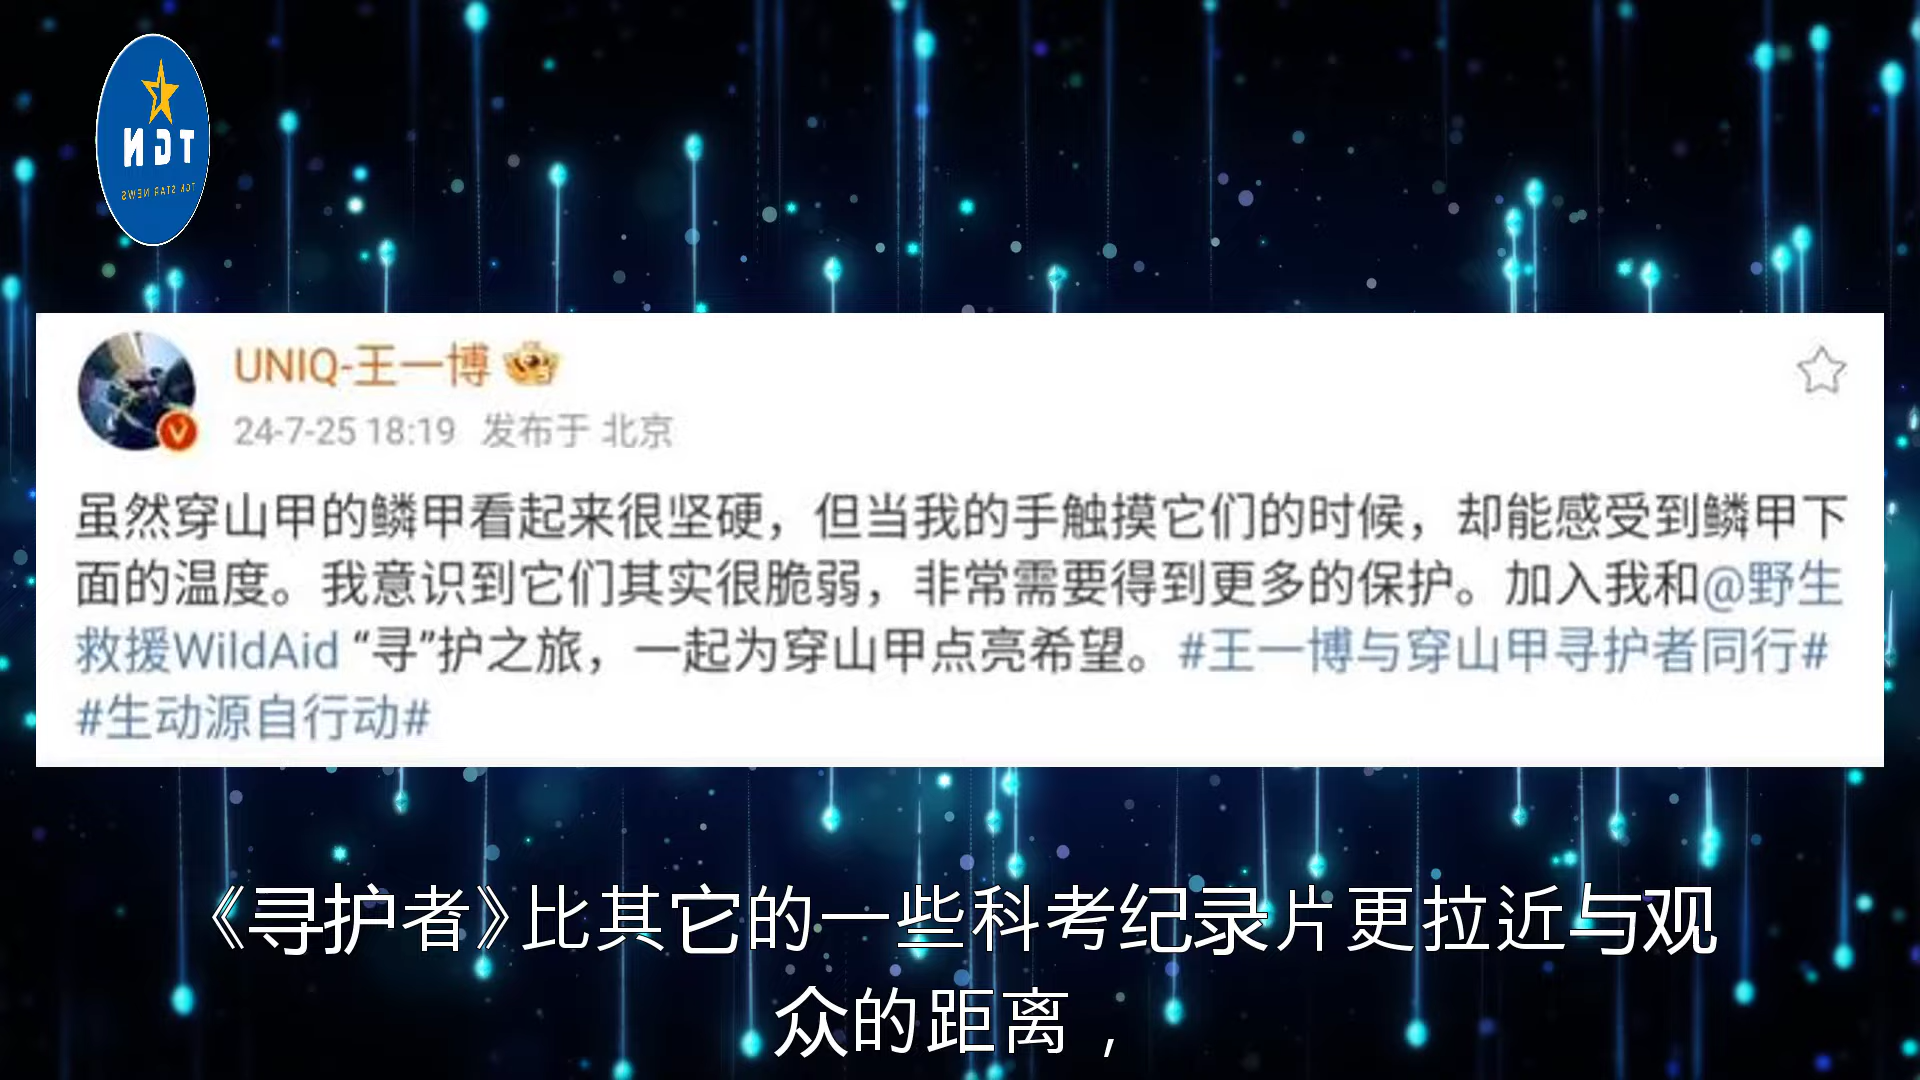 TGN
TGN STAR NEWS
UNIQ-王一博
24-7-25 18:19 发布于 北京
虽然穿山甲的鳞甲看起来很坚硬，但当我的手触摸它们的时候，却能感受到鳞甲下
面的温度。我意识到它们其实很脆弱，非常需要得到更多的保护。加入我和@野生
救援WildAid “寻”护之旅，一起为穿山甲点亮希望。#王一博与穿山甲寻护者同行#
#生动源自行动#
《寻护者》比其它的一些科考纪录片更拉近与观
众的距离，